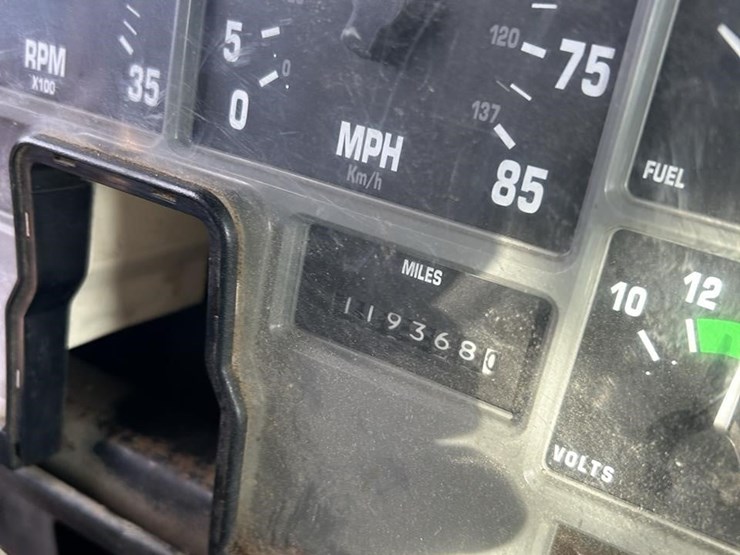 RPM
X100
35
5
0
0
MPH
Km/h
120
75
137
85
FUEL
MILES
1193680
10
12
VOLTS